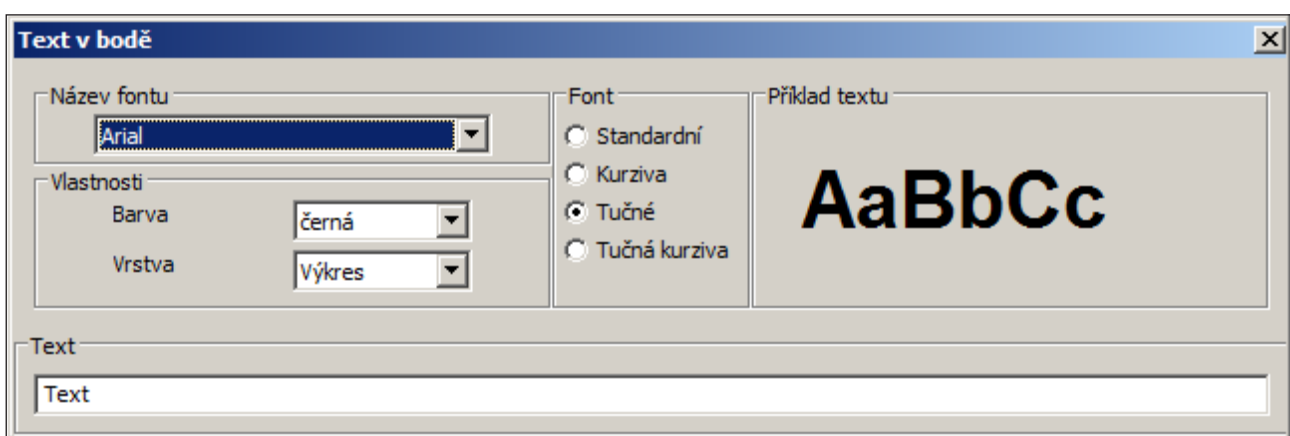 Text v bodě
Název fontu
Arial
Vlastnosti
Barva
černá
Vrstva
Výkres
Font
Standardní
Kurziva
Tučné
Tučná kurziva
Příklad textu
AaBbCc
Text
Text